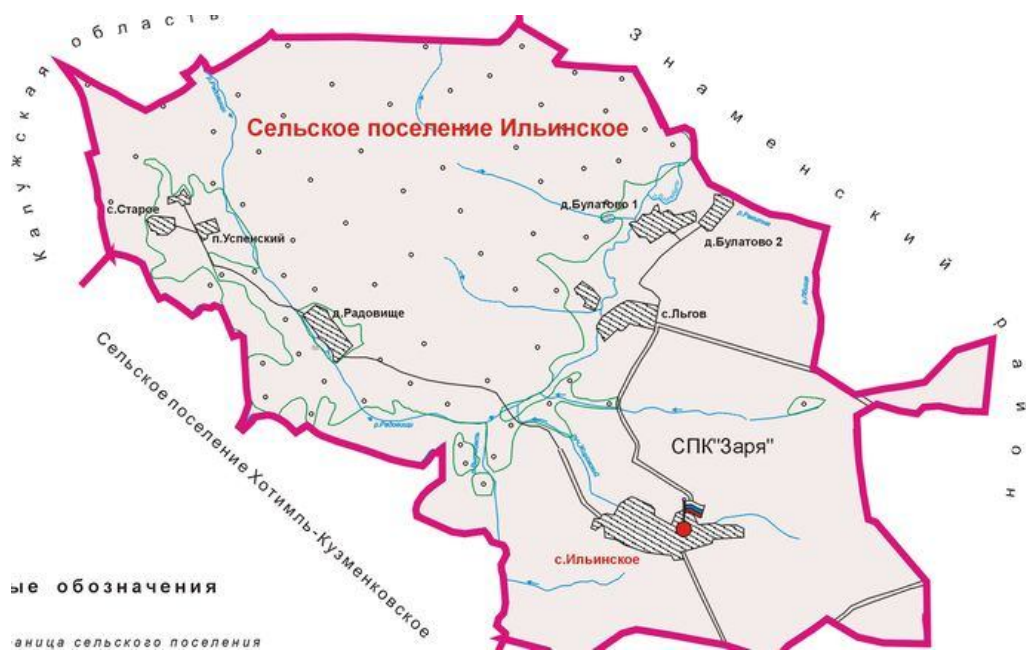 Калужская область
Знаменский район
Сельское поселение Ильинское
с.Старое
п.Успенский
д.Булатово 1
д.Булатово 2
д.Радовище
с.Льгов
Сельское поселение Хотимль-Кузменковское
р.Радовище
СПК"Заря"
с.Ильинское
ые обозначения
аница сельского поселения